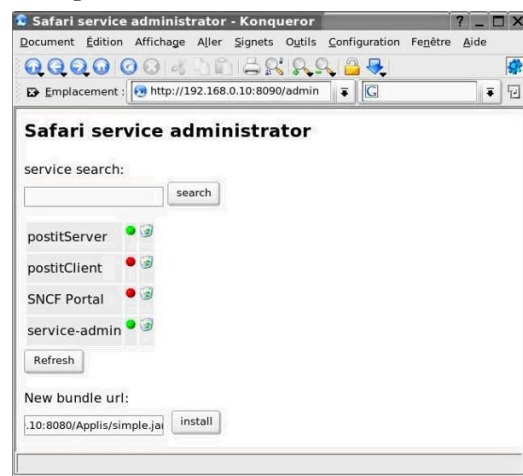 Safari service administrator - Konqueror
Document Édition Affichage Aller Signets Outils Configuration Fenêtre Aide
Emplacement : http://192.168.0.10:8090/admin
Safari service administrator
service search:
search
postitServer
postitClient
SNCF Portal
service-admin
Refresh
New bundle url:
.10:8080/Applis/simple.jar install